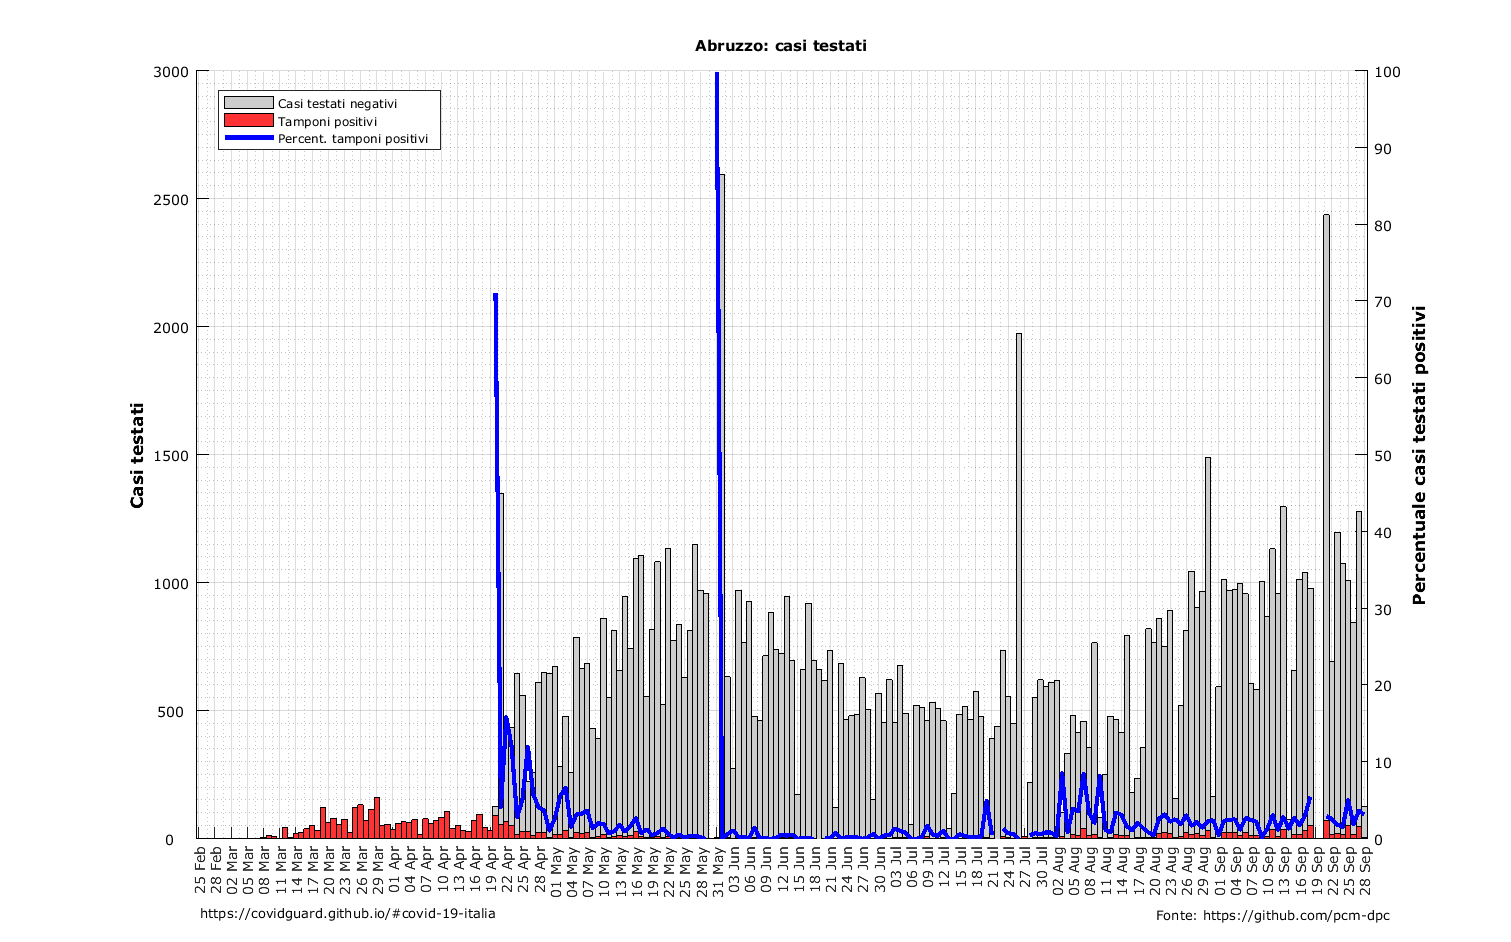 Abruzzo: casi testati
3000
2500
2000
1500
1000
500
0
100
90
80
70
60
50
40
30
20
10
0
Casi testati negativi
Tamponi positivi
Percent. tamponi positivi
Casi testati
Percentuale casi testati positivi
25 Feb
28 Feb
02 Mar
05 Mar
08 Mar
11 Mar
14 Mar
17 Mar
20 Mar
23 Mar
26 Mar
29 Mar
01 Apr
04 Apr
07 Apr
10 Apr
13 Apr
16 Apr
19 Apr
22 Apr
25 Apr
28 Apr
01 May
04 May
07 May
10 May
13 May
16 May
19 May
22 May
25 May
28 May
31 May
03 Jun
06 Jun
09 Jun
12 Jun
15 Jun
18 Jun
21 Jun
24 Jun
27 Jun
30 Jun
03 Jul
06 Jul
09 Jul
12 Jul
15 Jul
18 Jul
21 Jul
24 Jul
27 Jul
30 Jul
02 Aug
05 Aug
08 Aug
11 Aug
14 Aug
17 Aug
20 Aug
23 Aug
26 Aug
29 Aug
01 Sep
04 Sep
07 Sep
10 Sep
13 Sep
16 Sep
19 Sep
22 Sep
25 Sep
28 Sep
https://covidguard.github.io/#covid-19-italia
Fonte: https://github.com/pcm-dpc